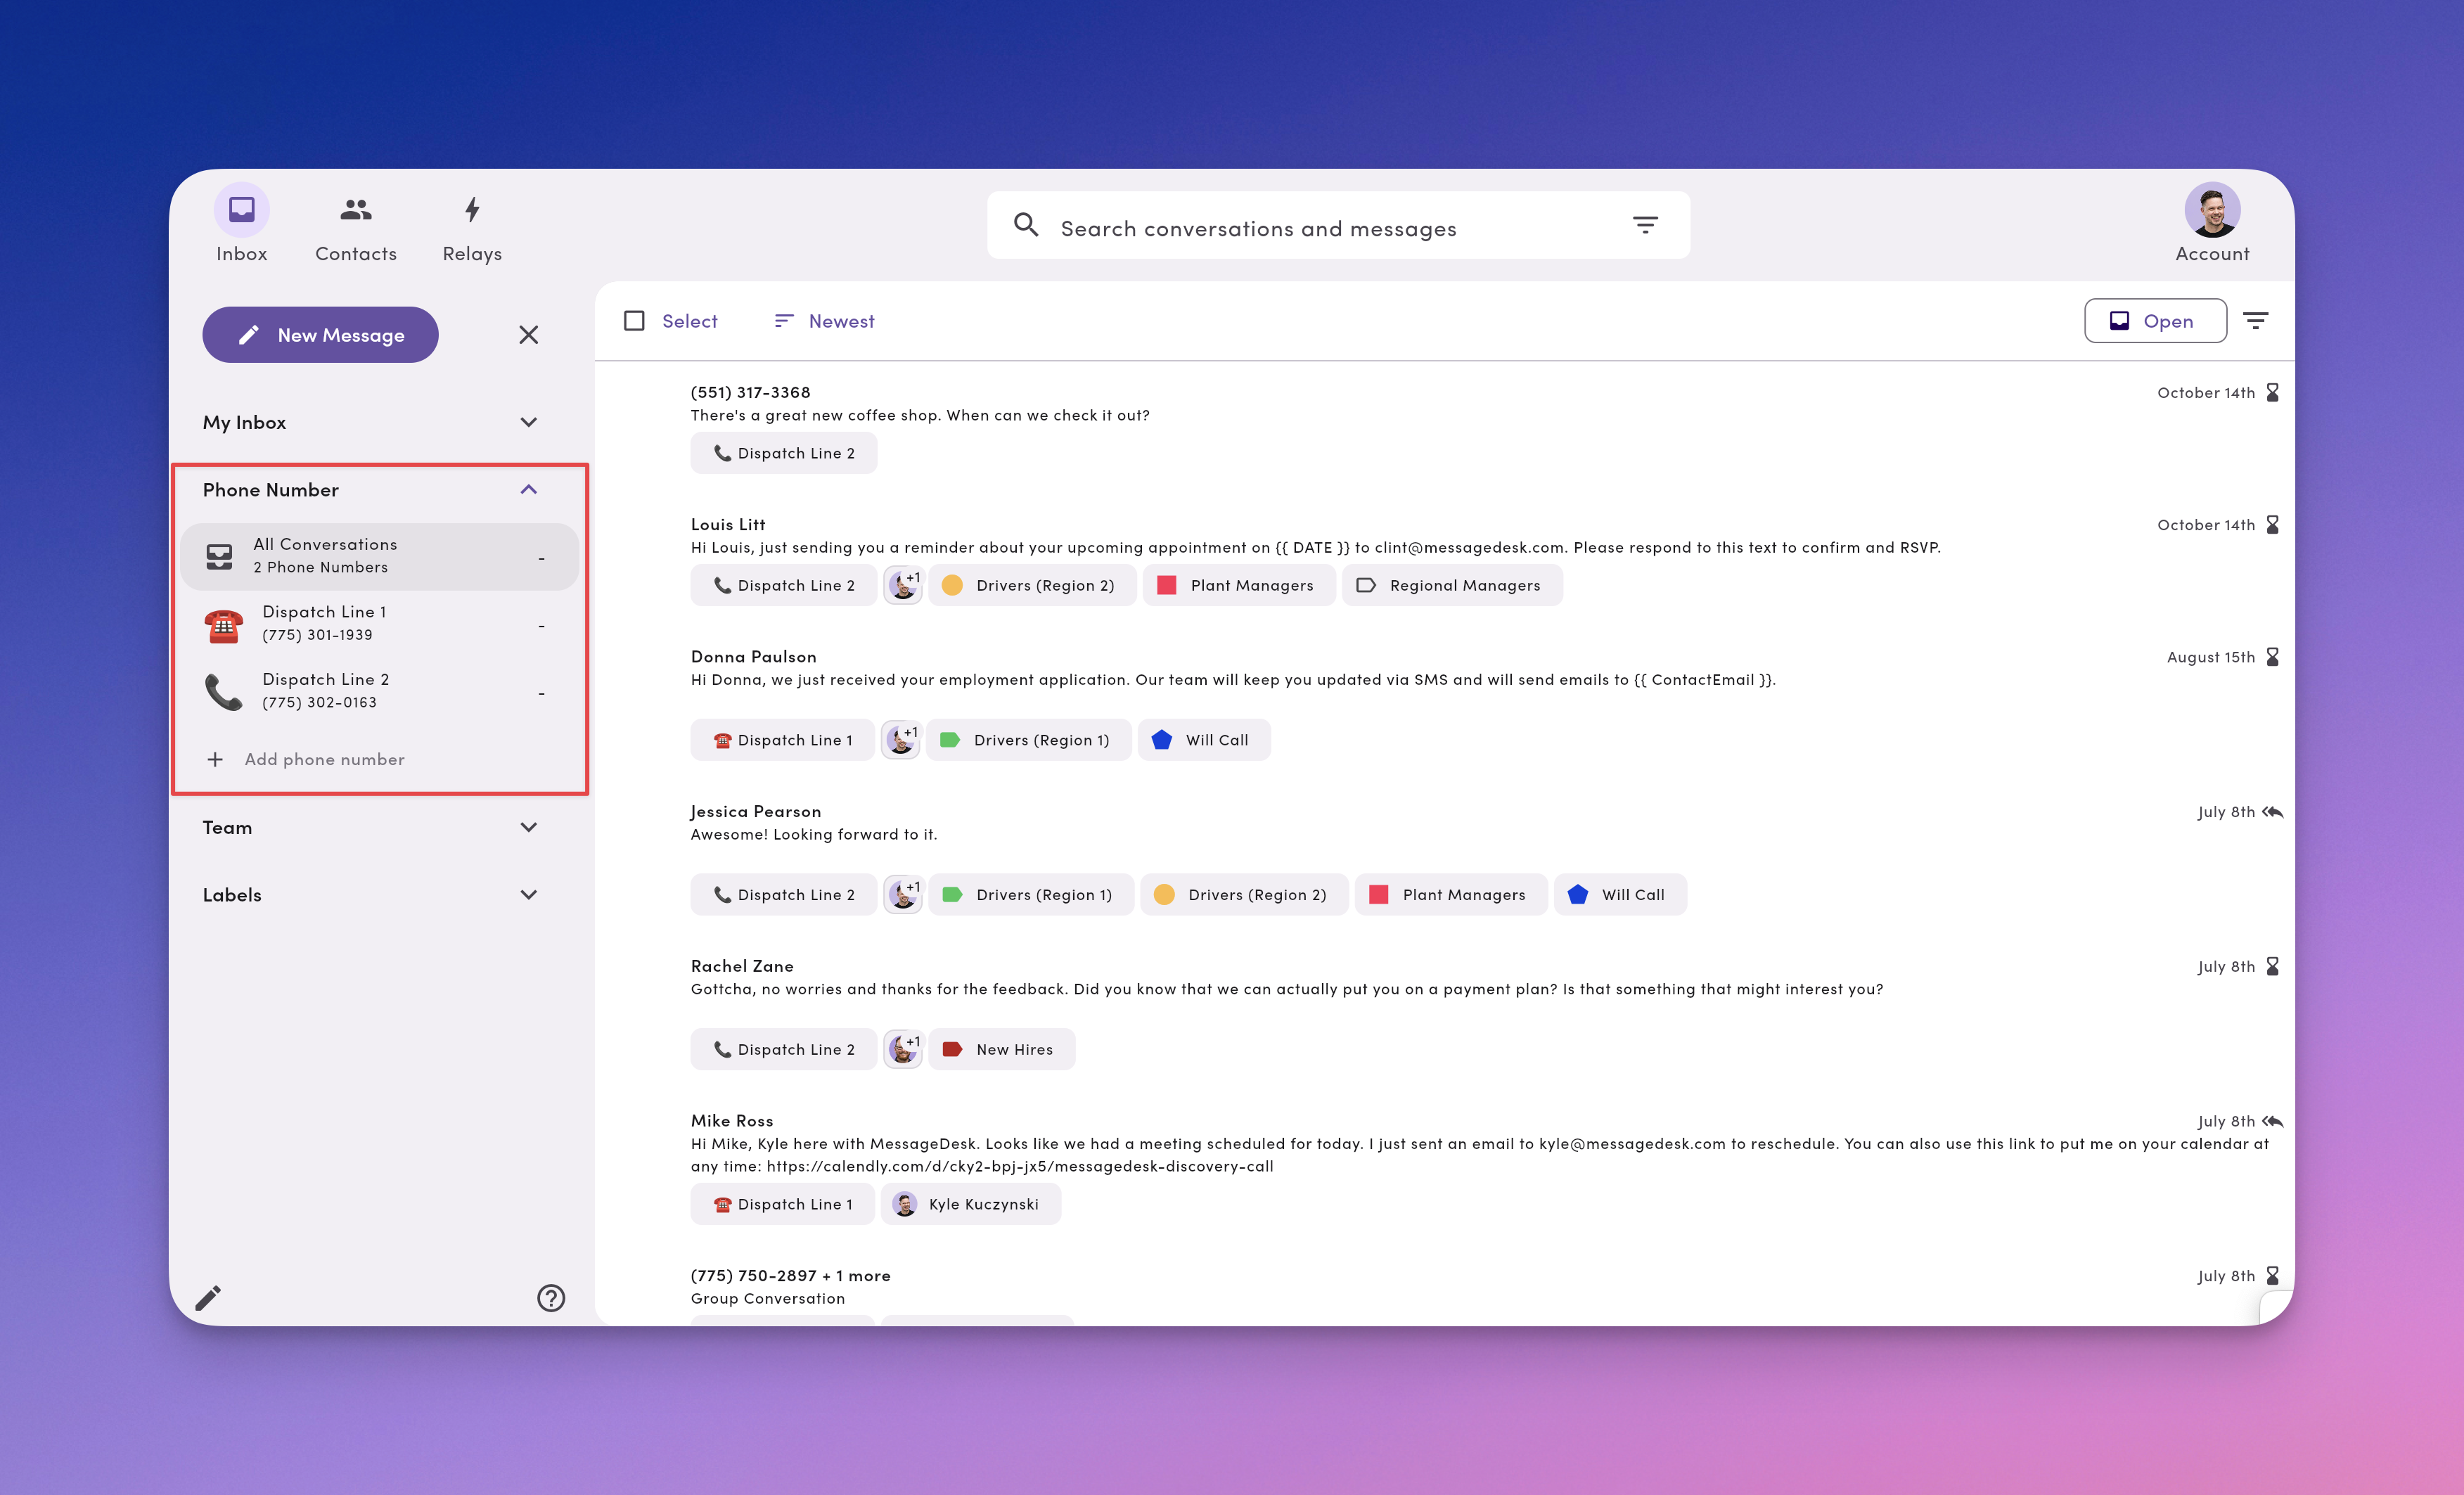 Inbox
Contacts
Relays
Search conversations and messages
Account
New Message
My Inbox
Phone Number
All Conversations
2 Phone Numbers
-
Dispatch Line 1
(775) 301-1939
-
Dispatch Line 2
(775) 302-0163
-
Add phone number
Team
Labels
Select
Newest
Open
(551) 317-3368
October 14th
There's a great new coffee shop. When can we check it out?
Dispatch Line 2
Louis Litt
October 14th
Hi Louis, just sending you a reminder about your upcoming appointment on {{ DATE }} to clint@messagedesk.com. Please respond to this text to confirm and RSVP.
Dispatch Line 2 +1 Drivers (Region 2) Plant Managers Regional Managers
Donna Paulson
August 15th
Hi Donna, we just received your employment application. Our team will keep you updated via SMS and will send emails to {{ ContactEmail }}.
Dispatch Line 1 +1 Drivers (Region 1) Will Call
Jessica Pearson
July 8th
Awesome! Looking forward to it.
Dispatch Line 2 +1 Drivers (Region 1) Drivers (Region 2) Plant Managers Will Call
Rachel Zane
July 8th
Gottcha, no worries and thanks for the feedback. Did you know that we can actually put you on a payment plan? Is that something that might interest you?
Dispatch Line 2 +1 New Hires
Mike Ross
July 8th
Hi Mike, Kyle here with MessageDesk. Looks like we had a meeting scheduled for today. I just sent an email to kyle@messagedesk.com to reschedule. You can also use this link to put me on your calendar at
any time: https://calendly.com/d/cky2-bpj-jx5/messagedesk-discovery-call
Dispatch Line 1 Kyle Kuczynski
(775) 750-2897 + 1 more
July 8th
Group Conversation